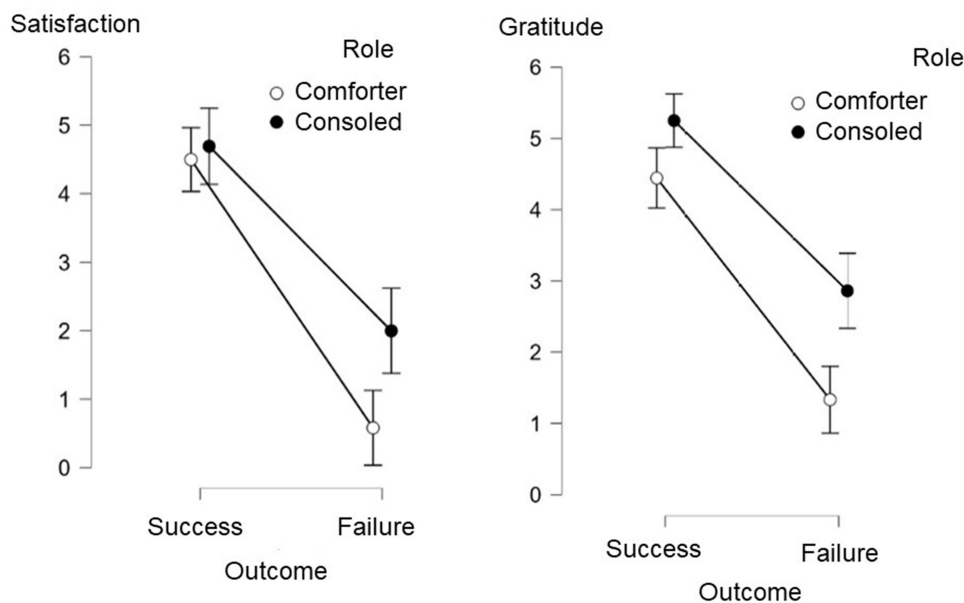 Satisfaction
Role
Comforter
Consoled
6
5
4
3
2
1
0
Success Failure
Outcome
Gratitude
Role
Comforter
Consoled
6
5
4
3
2
1
0
Success Failure
Outcome